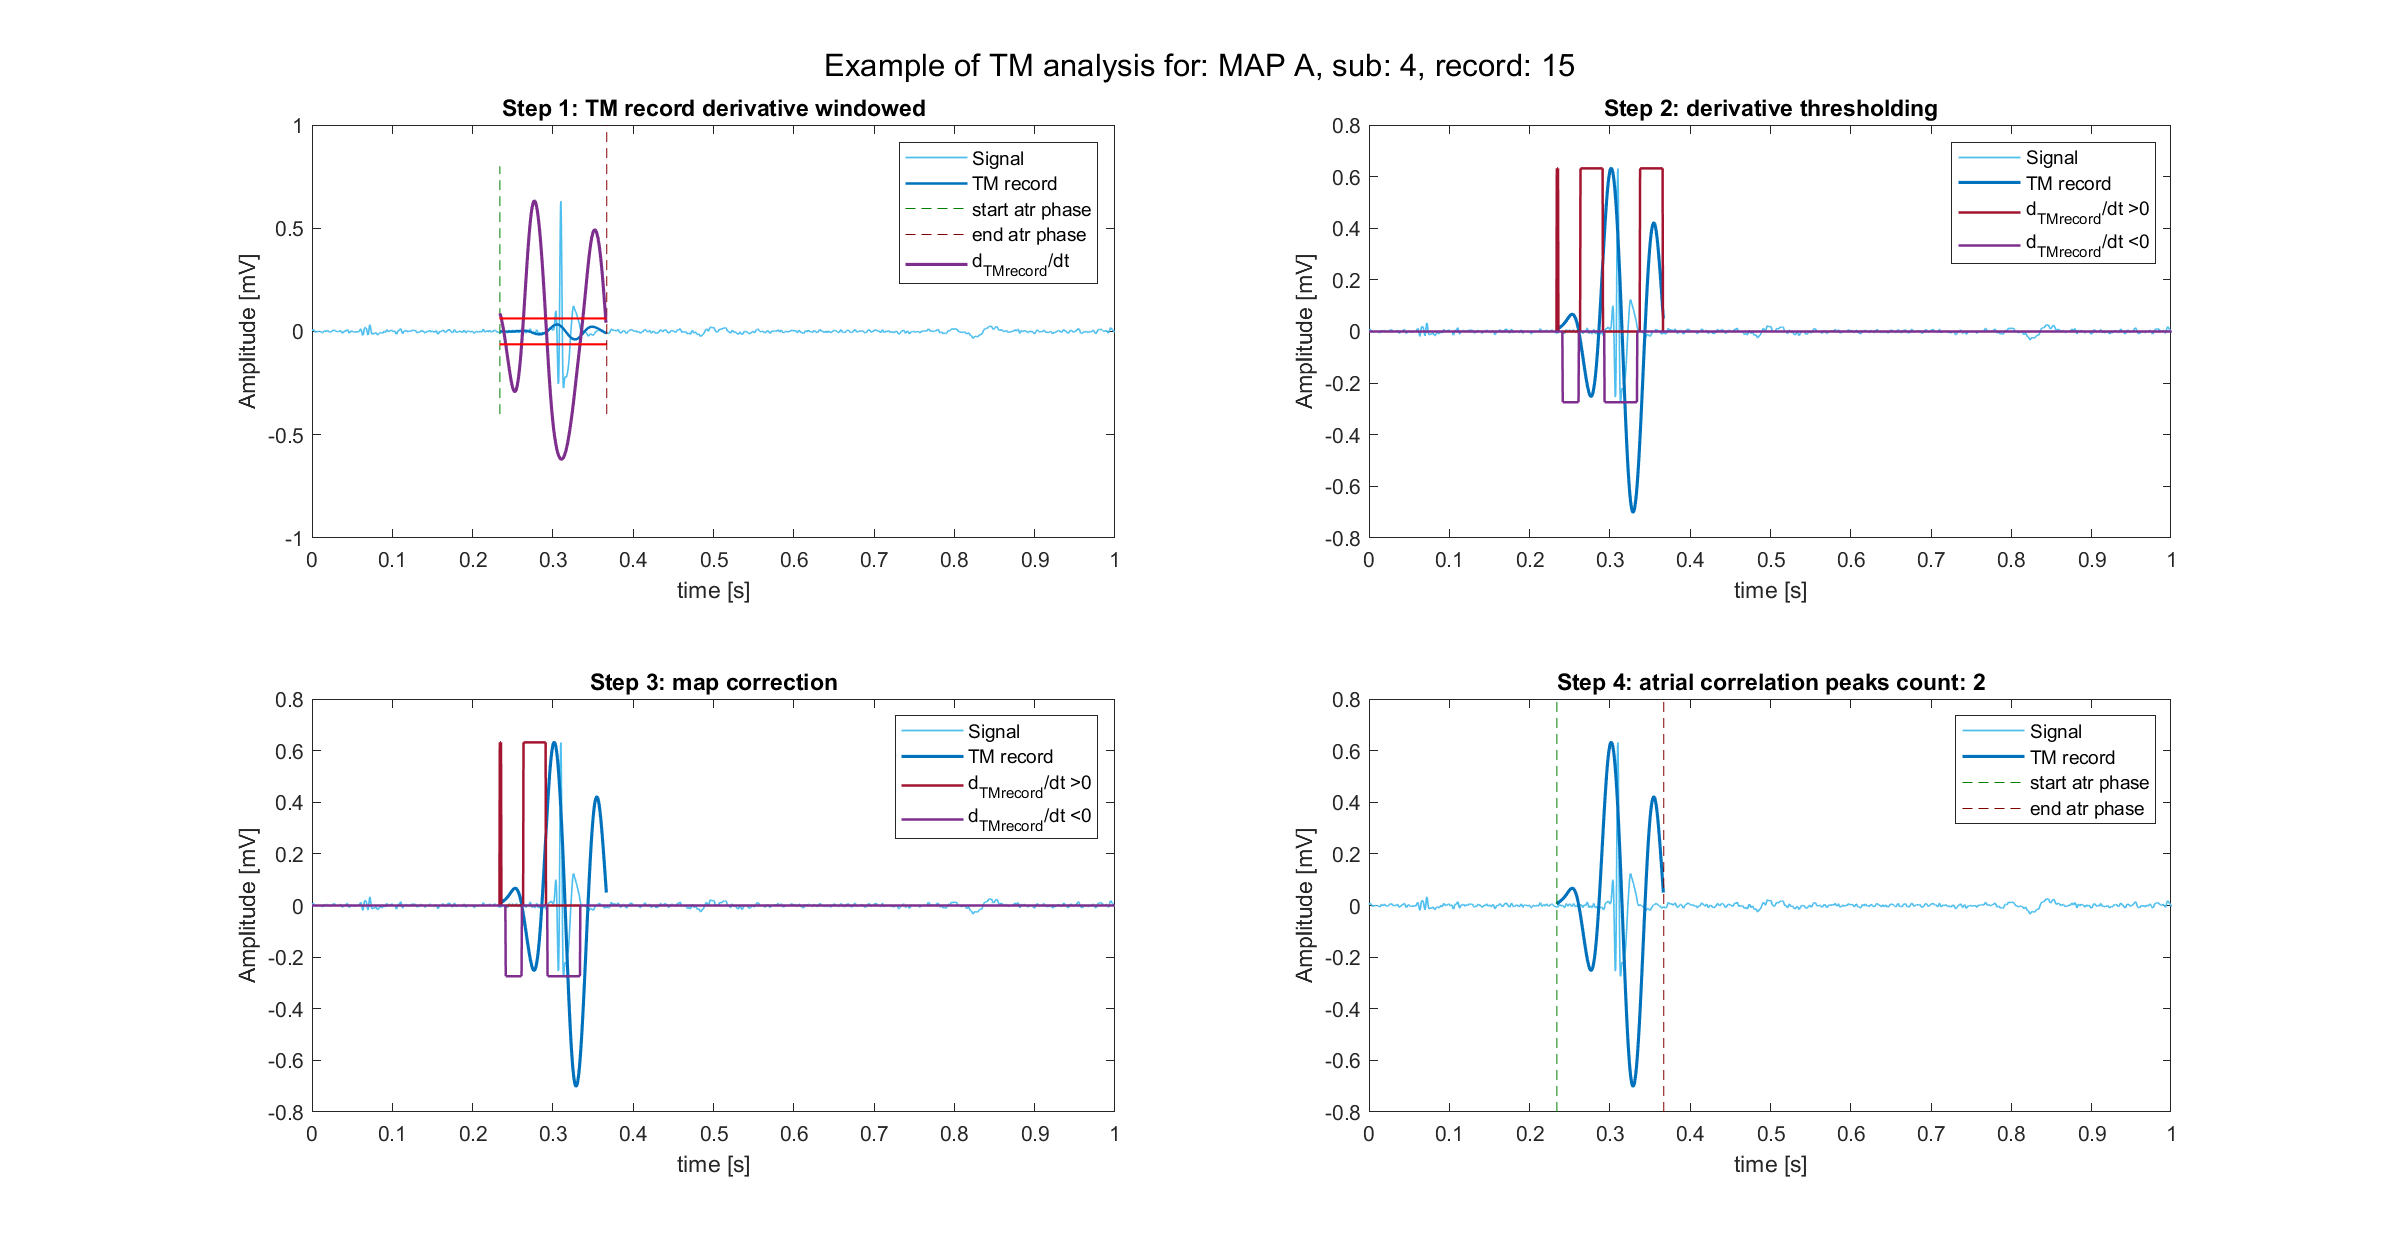 Example of TM analysis for: MAP A, sub: 4, record: 15
Step 1: TM record derivative windowed
Amplitude [mV]
1
0.5
0
-0.5
-1
0 0.1 0.2 0.3 0.4 0.5 0.6 0.7 0.8 0.9 1
time [s]
Signal
TM record
start atr phase
end atr phase
dTMrecord/dt
Step 2: derivative thresholding
Amplitude [mV]
0.8
0.6
0.4
0.2
0
-0.2
-0.4
-0.6
-0.8
0 0.1 0.2 0.3 0.4 0.5 0.6 0.7 0.8 0.9 1
time [s]
Signal
TM record
dTMrecord/dt >0
dTMrecord/dt <0
Step 3: map correction
Amplitude [mV]
0.8
0.6
0.4
0.2
0
-0.2
-0.4
-0.6
-0.8
0 0.1 0.2 0.3 0.4 0.5 0.6 0.7 0.8 0.9 1
time [s]
Signal
TM record
dTMrecord/dt >0
dTMrecord/dt <0
Step 4: atrial correlation peaks count: 2
Amplitude [mV]
0.8
0.6
0.4
0.2
0
-0.2
-0.4
-0.6
-0.8
0 0.1 0.2 0.3 0.4 0.5 0.6 0.7 0.8 0.9 1
time [s]
Signal
TM record
start atr phase
end atr phase